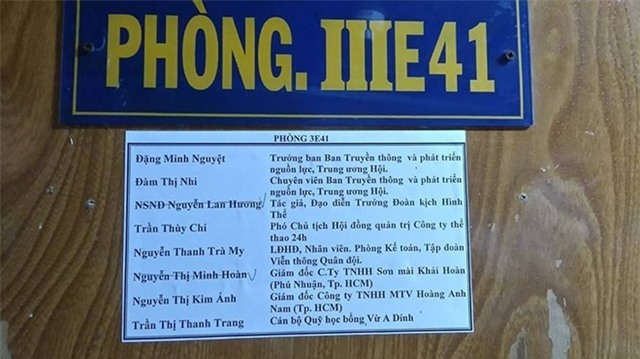 PHÒNG. IIIE41
PHÒNG 3E41
Đặng Minh Nguyệt Trưởng ban Ban Truyền thông và phát triển
nguồn lực, Trung ương Hội.
Đàm Thị Nhi Chuyên viên Ban Truyền thông và phát triển
nguồn lực, Trung ương Hội.
NSNĐ Nguyễn Lan Hương Tác giả, Đạo diễn Trưởng Đoàn kịch Hình
Thể
Trần Thùy Chi Phó Chủ tịch Hội đồng quản trị Công ty thể
thao 24h
Nguyễn Thanh Trà My LĐHĐ, Nhân viên. Phòng Kế toán, Tập đoàn
Viễn thông Quân đội.
Nguyễn Thị Minh Hoàn Giám đốc C.Ty TNHH Sơn mài Khải Hoàn
(Phú Nhuận, Tp. HCM)
Nguyễn Thị Kim Ánh Giám đốc Công ty TNHH MTV Hoàng Anh
Nam (Tp. HCM)
Trần Thị Thanh Trang Cán bộ Quỹ học bổng Vừ A Dính